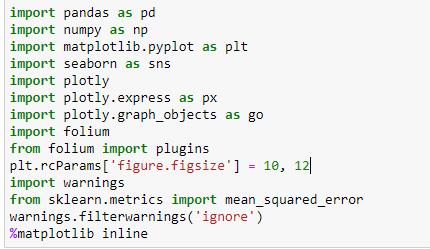 import pandas as pd
import numpy as np
import matplotlib.pyplot as plt
import seaborn as sns
import plotly
import plotly.express as px
import plotly.graph_objects as go
import folium
from folium import plugins
plt.rcParams['figure.figsize'] = 10, 12
import warnings
from sklearn.metrics import mean_squared_error
warnings.filterwarnings('ignore')
%matplotlib inline